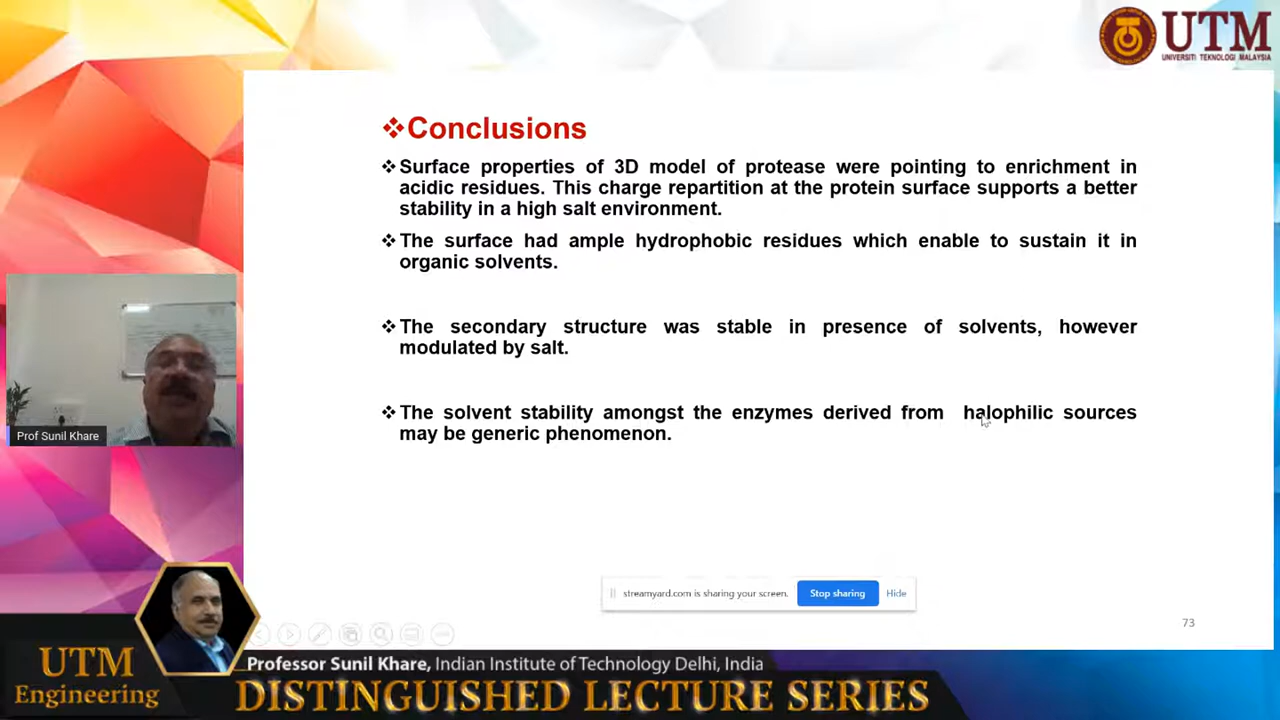 UTM
UNIVERSITI TEKNOLOGI MALAYSIA
❖Conclusions
❖Surface properties of 3D model of protease were pointing to enrichment in
acidic residues. This charge repartition at the protein surface supports a better
stability in a high salt environment.
❖The surface had ample hydrophobic residues which enable to sustain it in
organic solvents.
❖The secondary structure was stable in presence of solvents, however
modulated by salt.
❖The solvent stability amongst the enzymes derived from halophilic sources
may be generic phenomenon.
Prof Sunil Khare
streamyard.com is sharing your screen.
Stop sharing
Hide
73
UTM
Engineering
Professor Sunil Khare, Indian Institute of Technology Delhi, India
DISTINGUISHED LECTURE SERIES